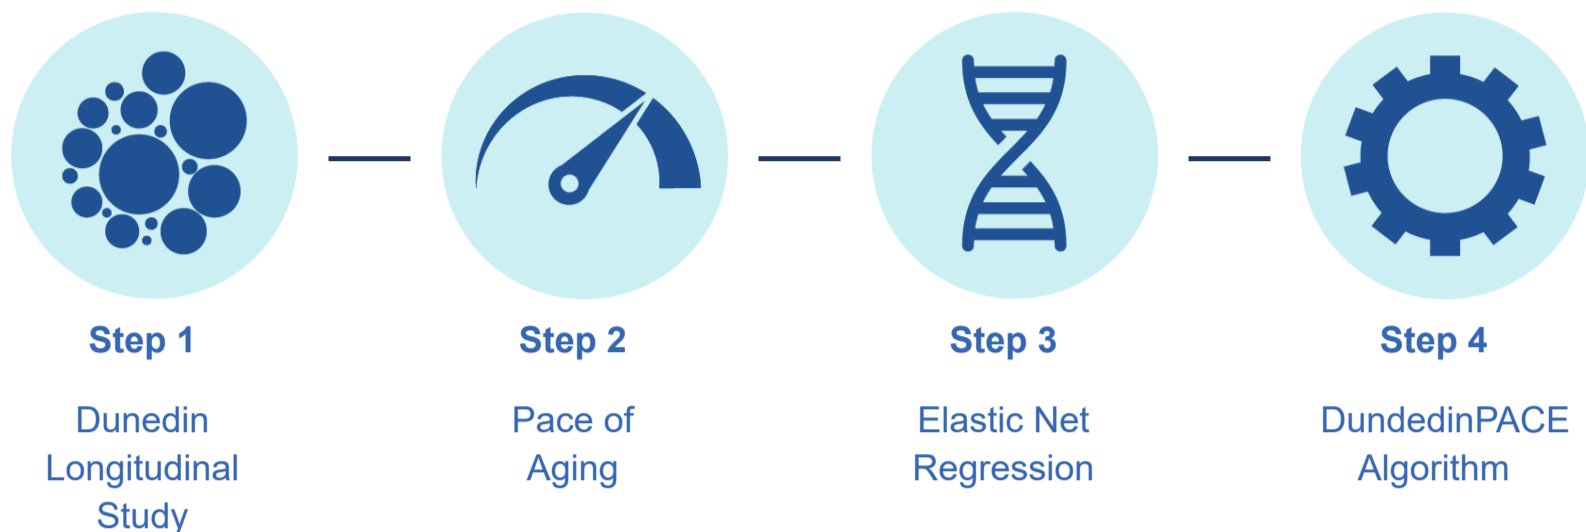 Step 1
Dunedin
Longitudinal
Study
Step 2
Pace of
Aging
Step 3
Elastic Net
Regression
Step 4
DundedinPACE
Algorithm